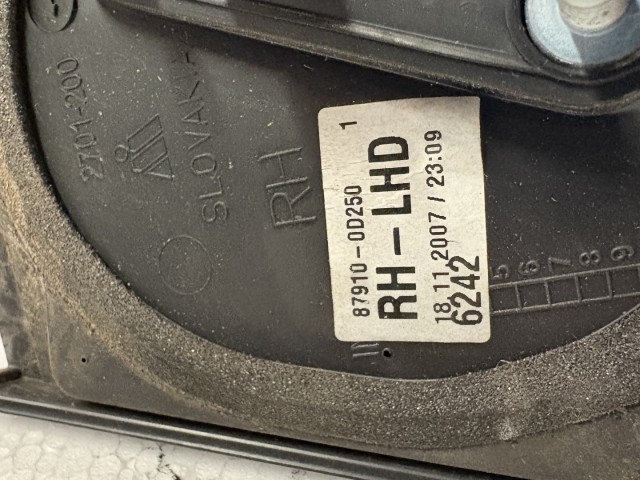 2701-200
SLOVAKIA
RH
87910-0D250 1
RH-LHD
18.11.2007 / 23:09
6242
5 6 7 8 9